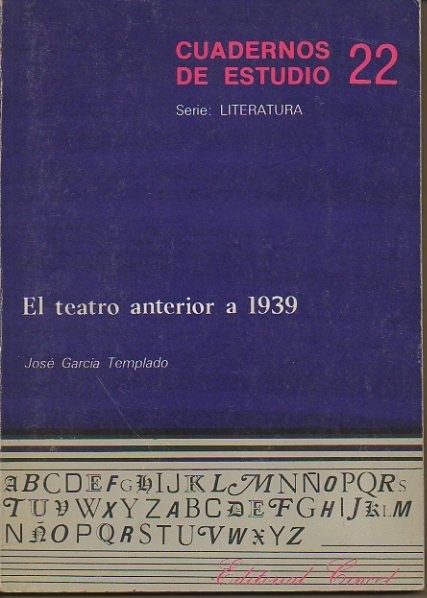 CUADERNOS
DE ESTUDIO 22
Serie: LITERATURA
El teatro anterior a 1939
José García Templado
ABCDEFGHIJKLMNÑOPQRS
TUVWXYZABCDEFGHIJKLM
NÑOPQRSTUVWXYZ
Editorial Cincel